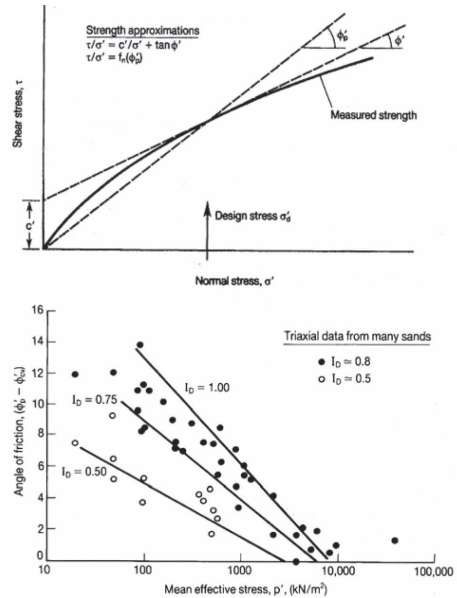 Strength approximations
τ/σ' = c'/σ' + tanϕ'
τ/σ' = fn(ϕ'p)
ϕ'p
ϕ'
Shear stress, τ
Measured strength
c'
Design stress σ'd
Normal stress, σ'
16
14
12
10
8
6
4
2
0
Angle of friction, (ϕ'p − ϕ'cv)
Triaxial data from many sands
● ID ≃ 0.8
○ ID ≃ 0.5
ID = 1.00
ID = 0.75
ID = 0.50
10 100 1000 10,000 100,000
Mean effective stress, p', (kN/m²)